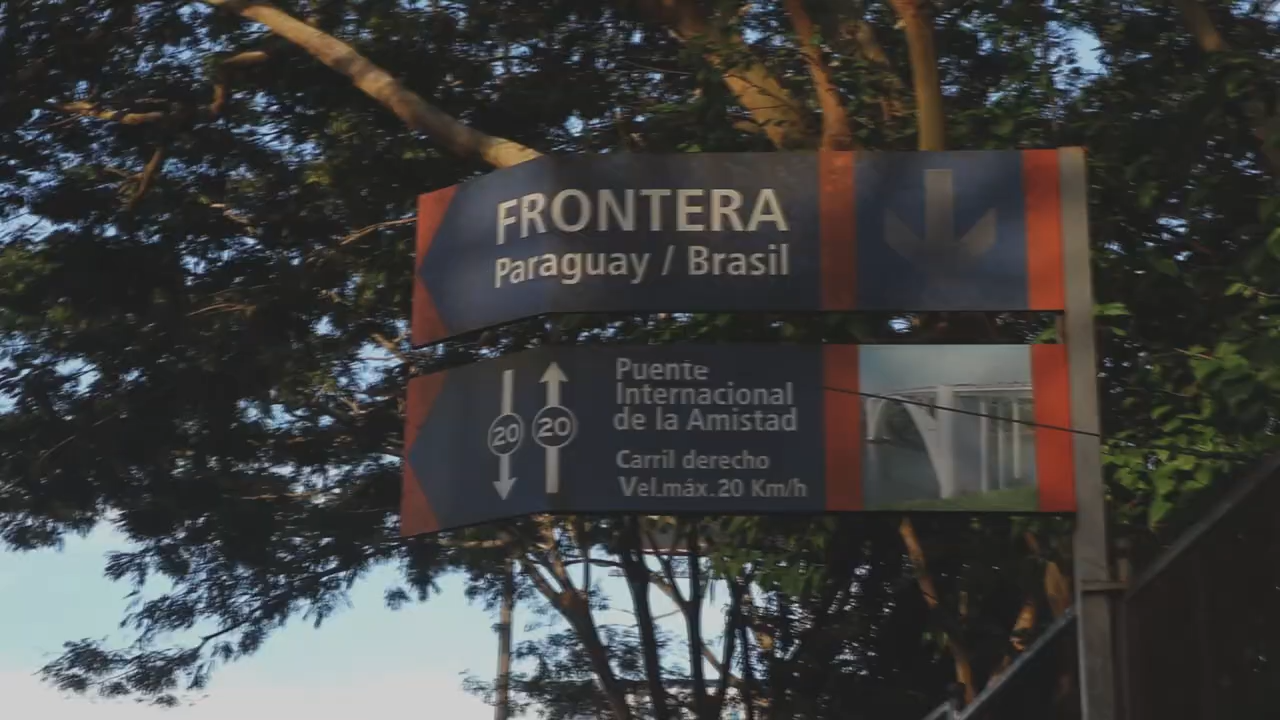 FRONTERA
Paraguay / Brasil
20 20
Puente
Internacional
de la Amistad
Carril derecho
Vel.máx.20 Km/h